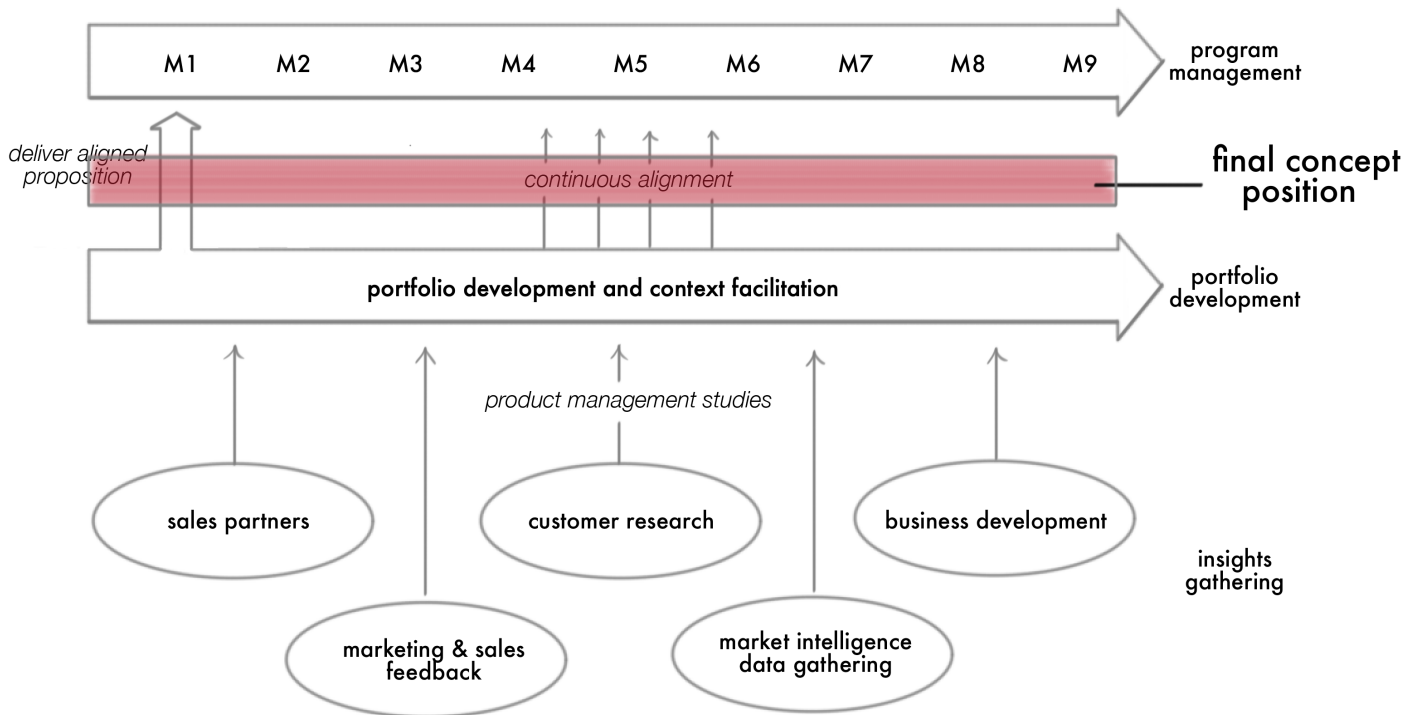 M1 M2 M3 M4 M5 M6 M7 M8 M9
program
management
deliver aligned
proposition
continuous alignment
final concept
position
portfolio development and context facilitation
portfolio
development
product management studies
sales partners
customer research
business development
insights
gathering
marketing & sales
feedback
market intelligence
data gathering